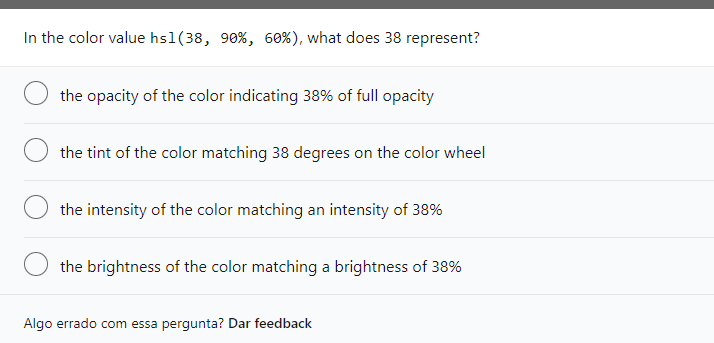 In the color value hsl(38, 90%, 60%), what does 38 represent?
the opacity of the color indicating 38% of full opacity
the tint of the color matching 38 degrees on the color wheel
the intensity of the color matching an intensity of 38%
the brightness of the color matching a brightness of 38%
Algo errado com essa pergunta? Dar feedback